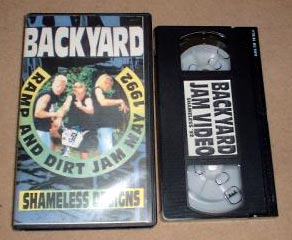 BACKYARD
RAMP AND DIRT JAM MAY 1992
SHAMELESS DESIGNS
BACKYARD
JAM VIDEO